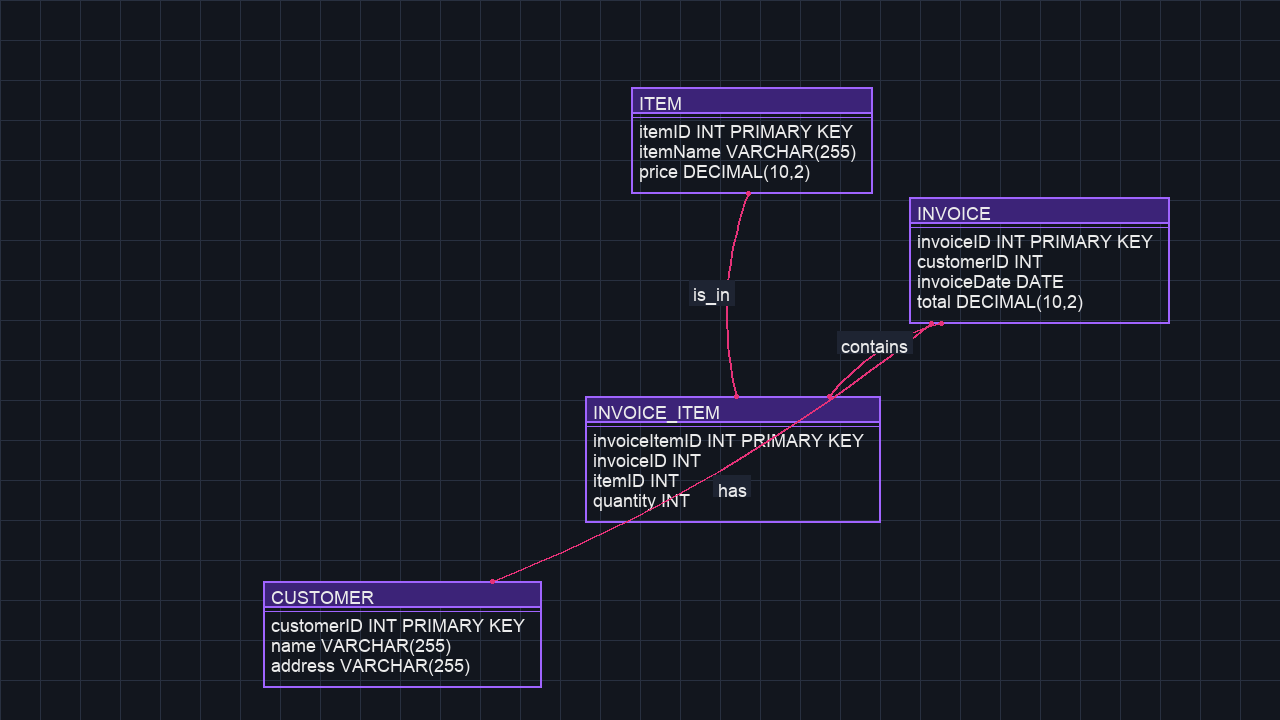 ITEM
itemID INT PRIMARY KEY
itemName VARCHAR(255)
price DECIMAL(10,2)
INVOICE
invoiceID INT PRIMARY KEY
customerID INT
invoiceDate DATE
total DECIMAL(10,2)
is_in
contains
INVOICE_ITEM
invoiceItemID INT PRIMARY KEY
invoiceID INT
itemID INT
quantity INT
has
CUSTOMER
customerID INT PRIMARY KEY
name VARCHAR(255)
address VARCHAR(255)